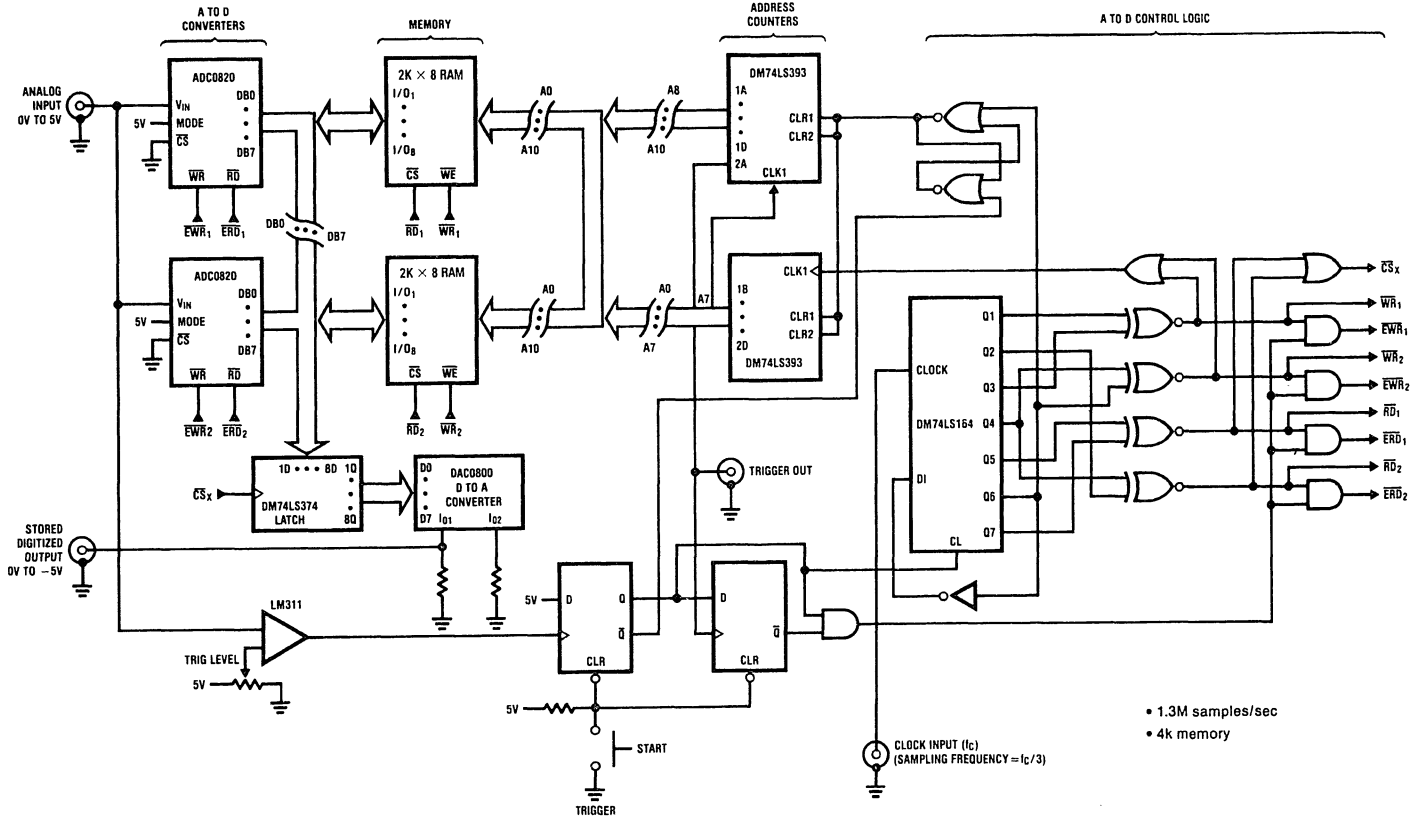 A TO D
CONVERTERS
MEMORY
ADDRESS
COUNTERS
A TO D CONTROL LOGIC
ANALOG
INPUT
0V TO 5V
ADC0820
VIN
5V
MODE
CS
DB0
DB7
WR
RD
EWR1
ERD1
2K × 8 RAM
I/O1
I/O8
CS
WE
RD1
WR1
A0
A10
A8
A10
DM74LS393
1A
1D
2A
CLR1
CLR2
CLK1
DB0
DB7
ADC0820
VIN
5V
MODE
CS
DB0
DB7
WR
RD
EWR2
ERD2
2K × 8 RAM
I/O1
I/O8
CS
WE
RD2
WR2
A0
A10
A0
A7
A7
CLK1
1B
2D
CLR1
CLR2
DM74LS393
CLOCK
DM74LS164
DI
CL
Q1
Q2
Q3
Q4
Q5
Q6
Q7
CSX
WR1
EWR1
WR2
EWR2
RD1
ERD1
RD2
ERD2
CSX
1D
8D
1Q
8Q
DM74LS374
LATCH
D0
D7
DAC0800
D TO A
CONVERTER
IO1
IO2
TRIGGER OUT
STORED
DIGITIZED
OUTPUT
0V TO −5V
LM311
TRIG LEVEL
5V
5V
D
Q
Q
CLR
D
Q
CLR
5V
START
TRIGGER
CLOCK INPUT (fC)
(SAMPLING FREQUENCY = fC/3)
• 1.3M samples/sec
• 4k memory